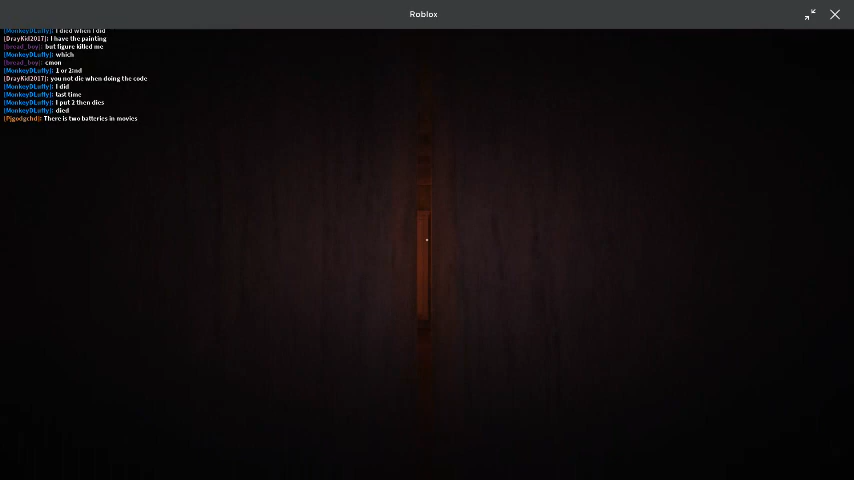 Roblox
[MonkeyDLuffy]: I died when I did
[DrayKid2017]: I have the painting
[bread_boy]: but figure killed me
[MonkeyDLuffy]: which
[bread_boy]: cmon
[MonkeyDLuffy]: 1 or 2:nd
[DrayKid2017]: you not die when doing the code
[MonkeyDLuffy]: I did
[MonkeyDLuffy]: last time
[MonkeyDLuffy]: I put 2 then dies
[MonkeyDLuffy]: died
[Pjgodgchd]: There is two batteries in movies